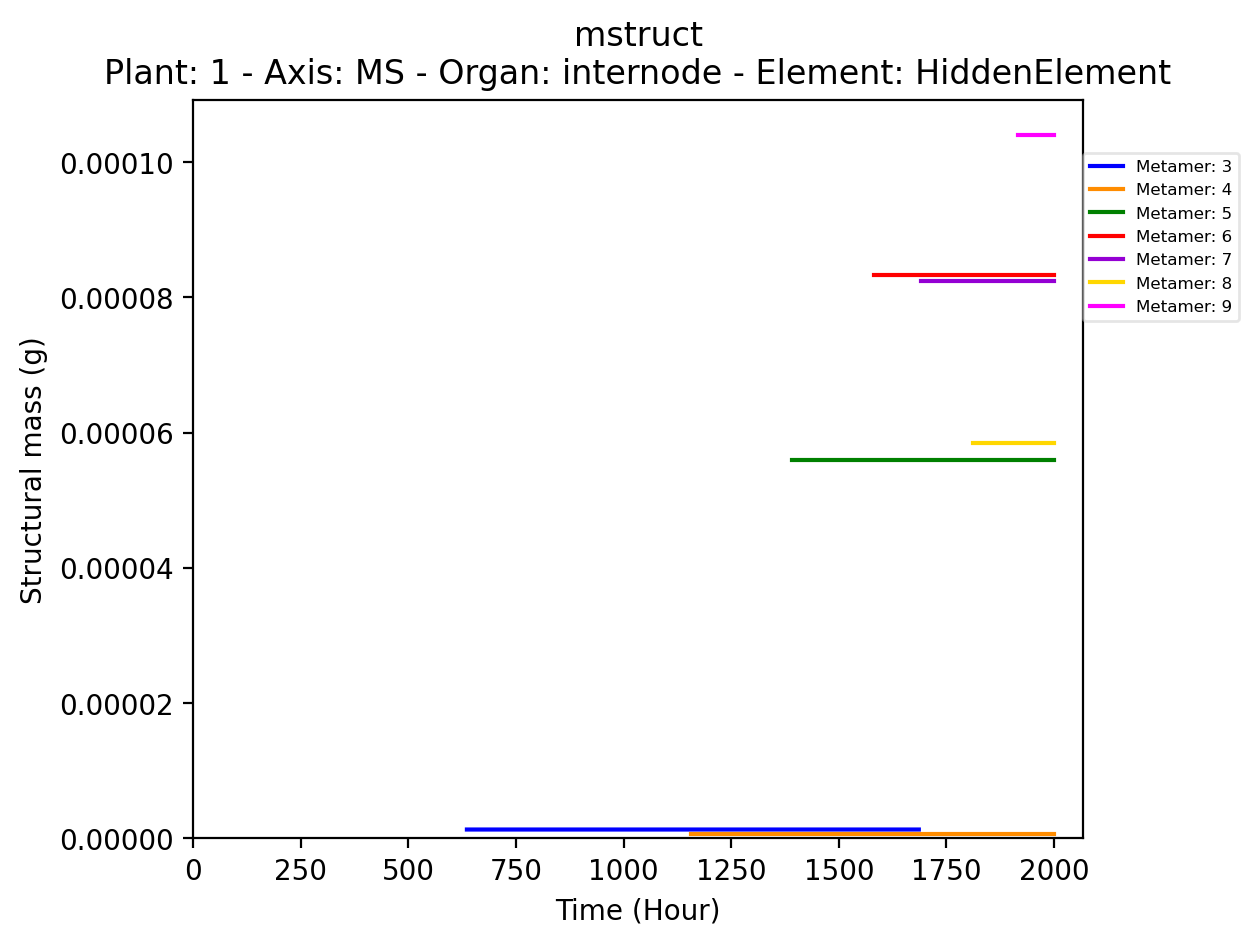 mstruct
Plant: 1 - Axis: MS - Organ: internode - Element: HiddenElement
0.00010
0.00008
0.00006
0.00004
0.00002
0.00000
Structural mass (g)
Metamer: 3
Metamer: 4
Metamer: 5
Metamer: 6
Metamer: 7
Metamer: 8
Metamer: 9
0 250 500 750 1000 1250 1500 1750 2000
Time (Hour)